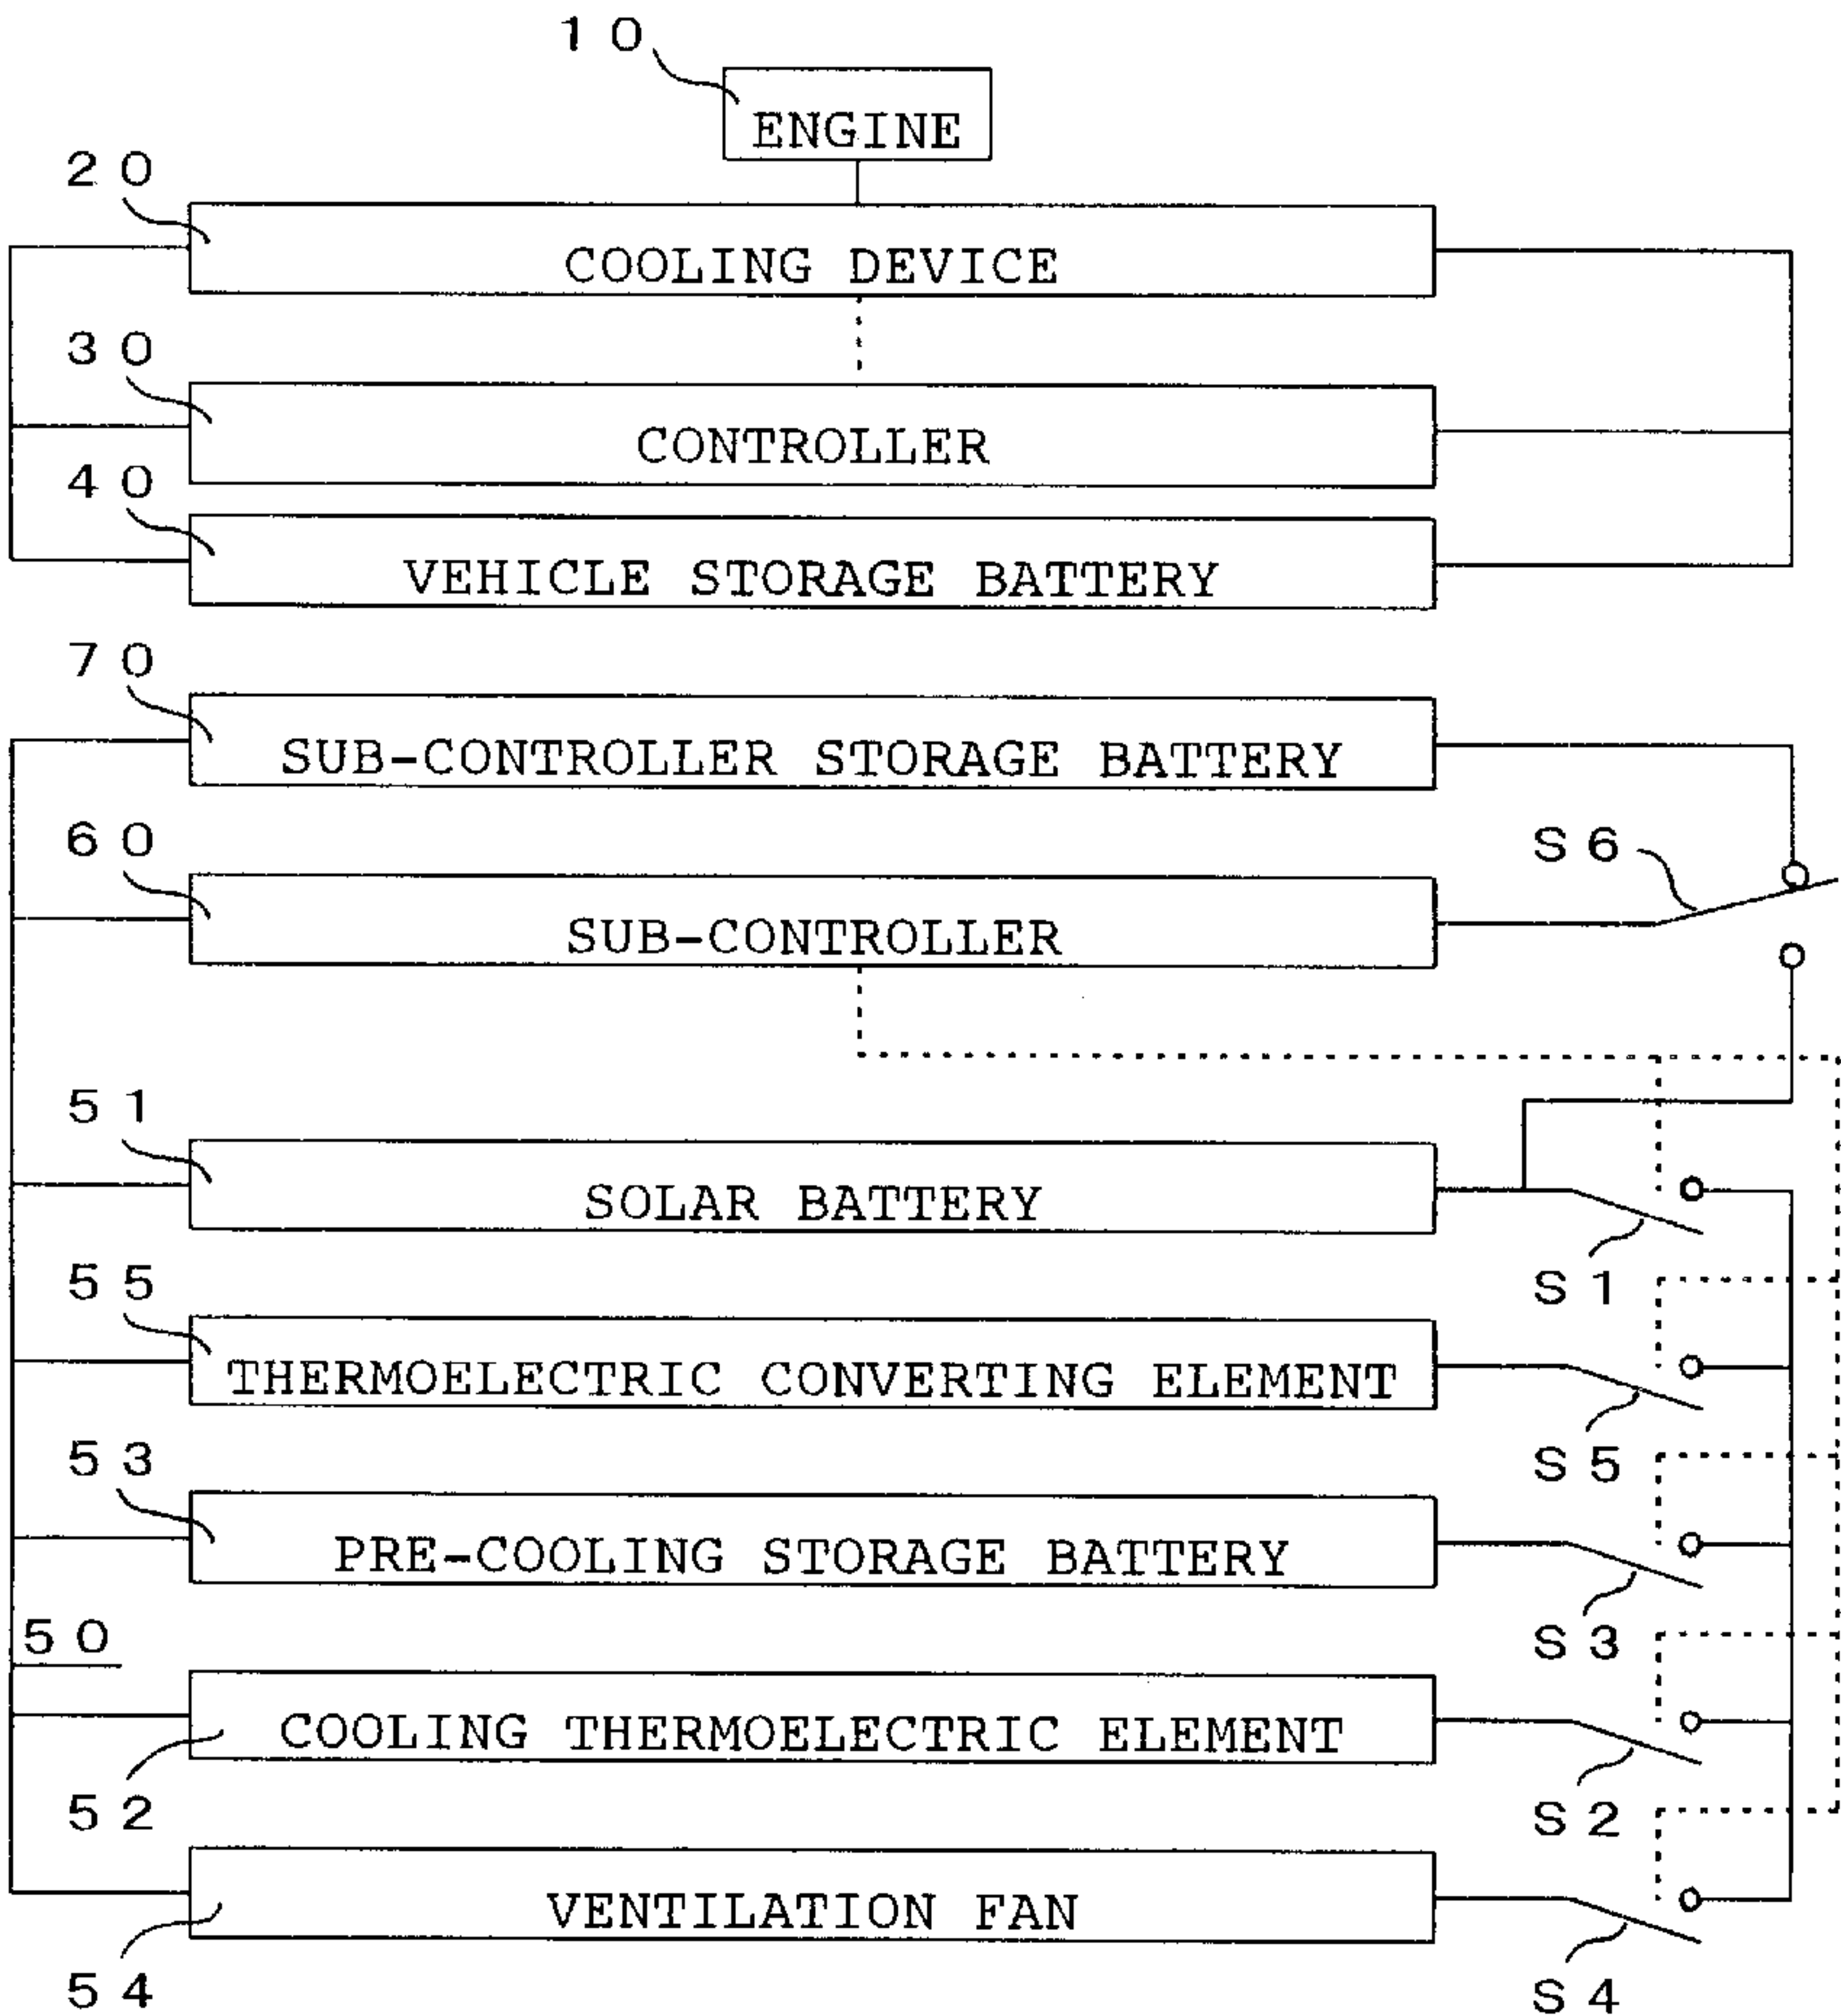 10
ENGINE
20
COOLING DEVICE
30
CONTROLLER
40
VEHICLE STORAGE BATTERY
70
SUB-CONTROLLER STORAGE BATTERY
60
S6
SUB-CONTROLLER
51
SOLAR BATTERY
S1
55
THERMOELECTRIC CONVERTING ELEMENT
S5
53
PRE-COOLING STORAGE BATTERY
S3
50
COOLING THERMOELECTRIC ELEMENT
52
S2
VENTILATION FAN
54
S4